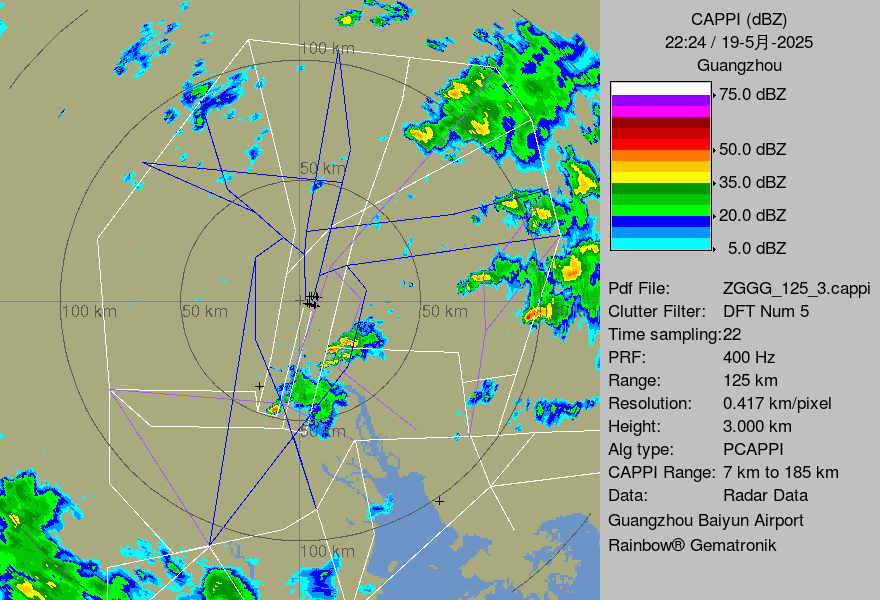 CAPPI (dBZ)
22:24 / 19-5月-2025
Guangzhou
75.0 dBZ
50.0 dBZ
35.0 dBZ
20.0 dBZ
5.0 dBZ
Pdf File: ZGGG_125_3.cappi
Clutter Filter: DFT Num 5
Time sampling:22
PRF: 400 Hz
Range: 125 km
Resolution: 0.417 km/pixel
Height: 3.000 km
Alg type: PCAPPI
CAPPI Range: 7 km to 185 km
Data: Radar Data
Guangzhou Baiyun Airport
Rainbow® Gematronik
100 km
50 km
100 km
50 km
50 km
50 km
100 km